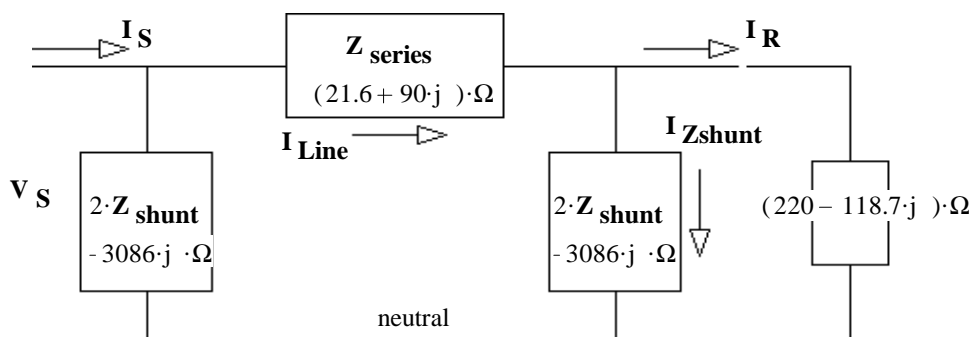 I S
Z series
(21.6 + 90·j )·Ω
I R
I Line
I Zshunt
V S
2·Z shunt
- 3086·j ·Ω
2·Z shunt
- 3086·j ·Ω
(220 – 118.7·j )·Ω
neutral